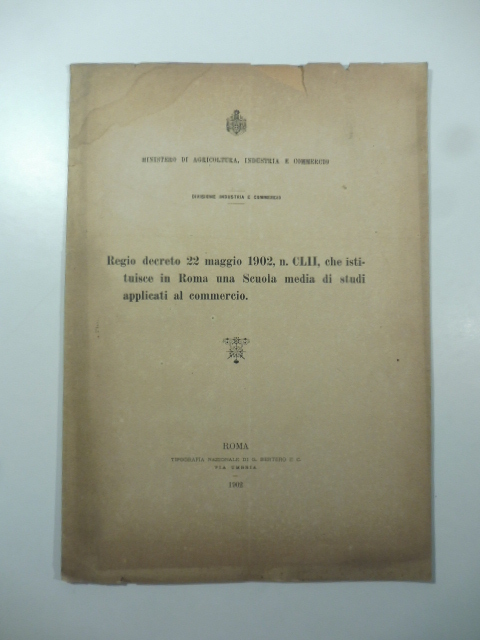 MINISTERO DI AGRICOLTURA, INDUSTRIA E COMMERCIO
DIVISIONE INDUSTRIA E COMMERCIO
Regio decreto 22 maggio 1902, n. CLII, che isti-
tuisce in Roma una Scuola media di studi
applicati al commercio.
ROMA
TIPOGRAFIA NAZIONALE DI G. BERTERO E C.
VIA UMBRIA
1902